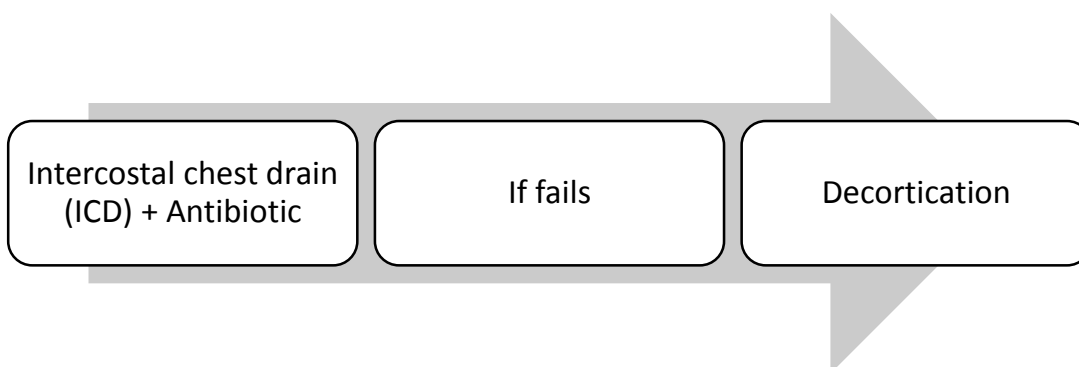 Intercostal chest drain
(ICD) + Antibiotic
If fails
Decortication